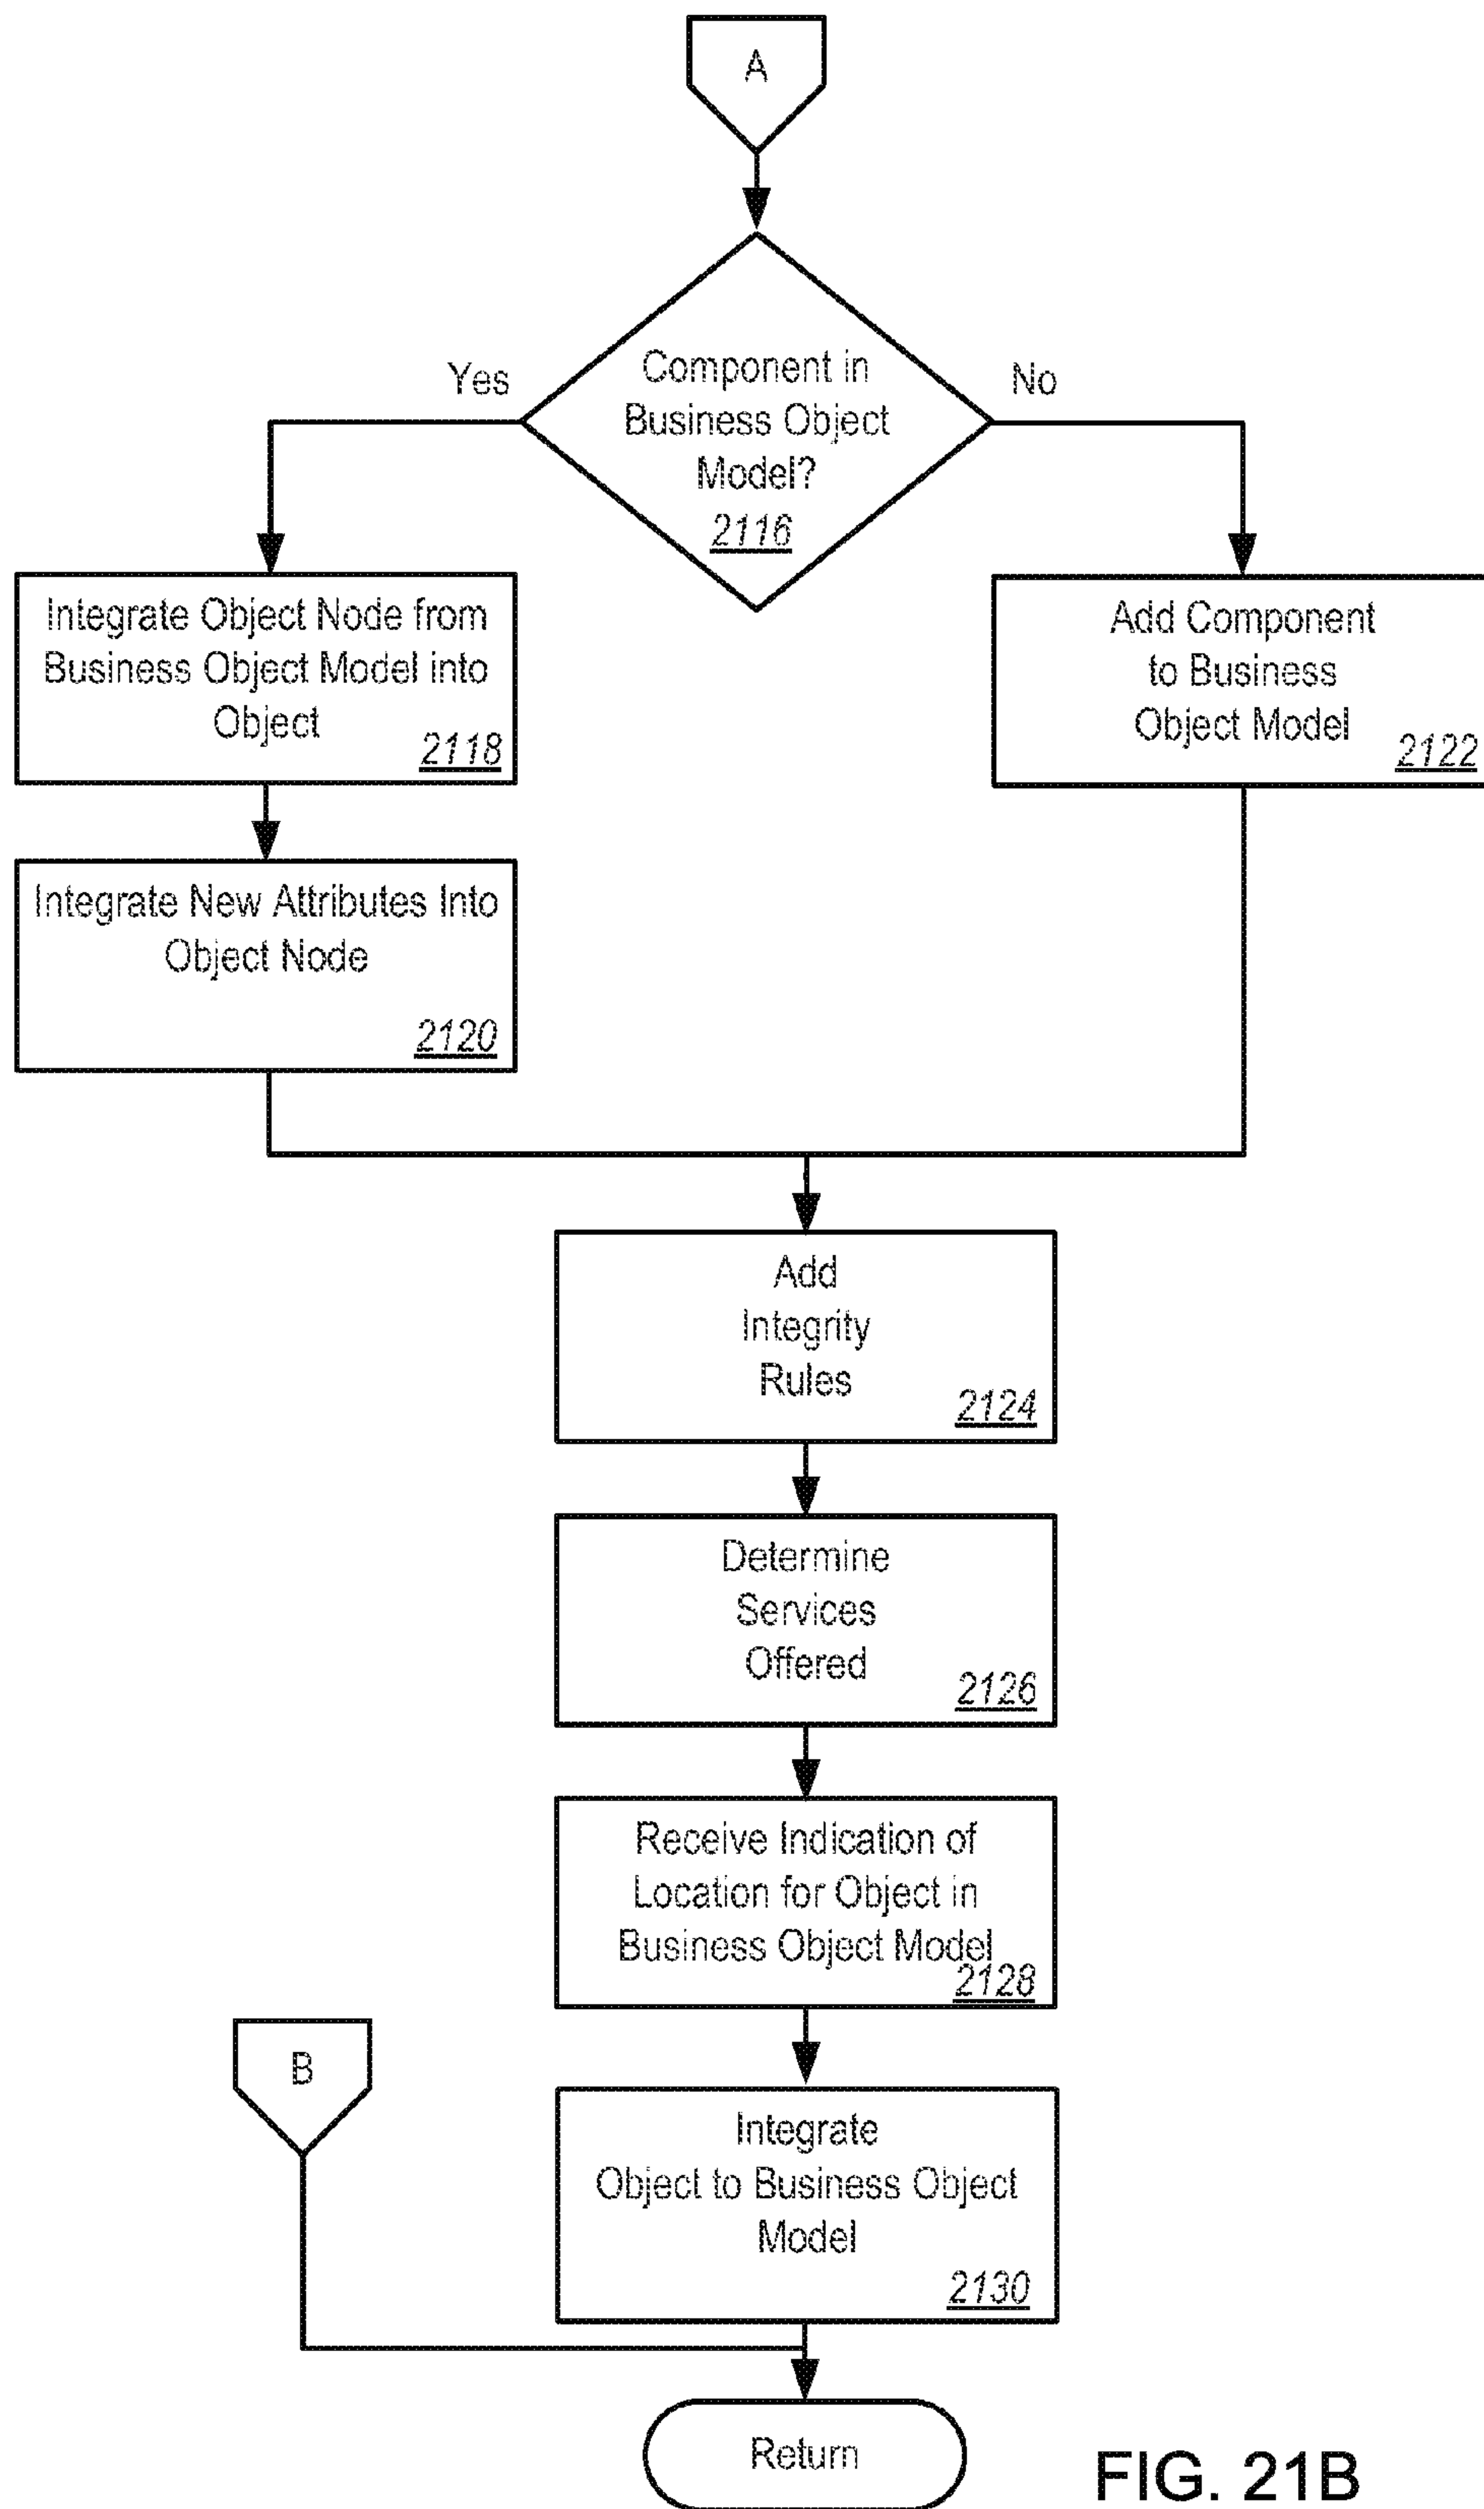 A
Yes
No
Component in
Business Object
Model?
2116
Integrate Object Node from
Business Object Model into
Object
2118
Add Component
to Business
Object Model
2122
Integrate New Attributes Into
Object Node
2120
Add
Integrity
Rules
2124
Determine
Services
Offered
2126
Receive Indication of
Location for Object in
Business Object Model
2128
B
Integrate
Object to Business Object
Model
2130
Return
FIG. 21B